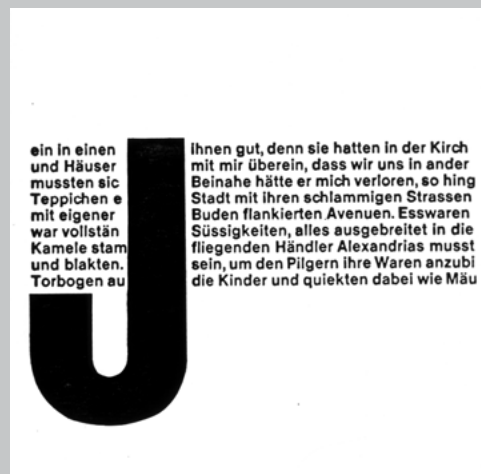 ein in einen
und Häuser
mussten sic
Teppichen e
mit eigener
war vollstän
Kamele stam
und blakten.
Torbogen au
J
ihnen gut, denn sie hatten in der Kirch
mit mir überein, dass wir uns in ander
Beinahe hätte er mich verloren, so hing
Stadt mit ihren schlammigen Strassen
Buden flankierten Avenuen. Esswaren
Süssigkeiten, alles ausgebreitet in die
fliegenden Händler Alexandrias musst
sein, um den Pilgern ihre Waren anzubi
die Kinder und quiekten dabei wie Mäu